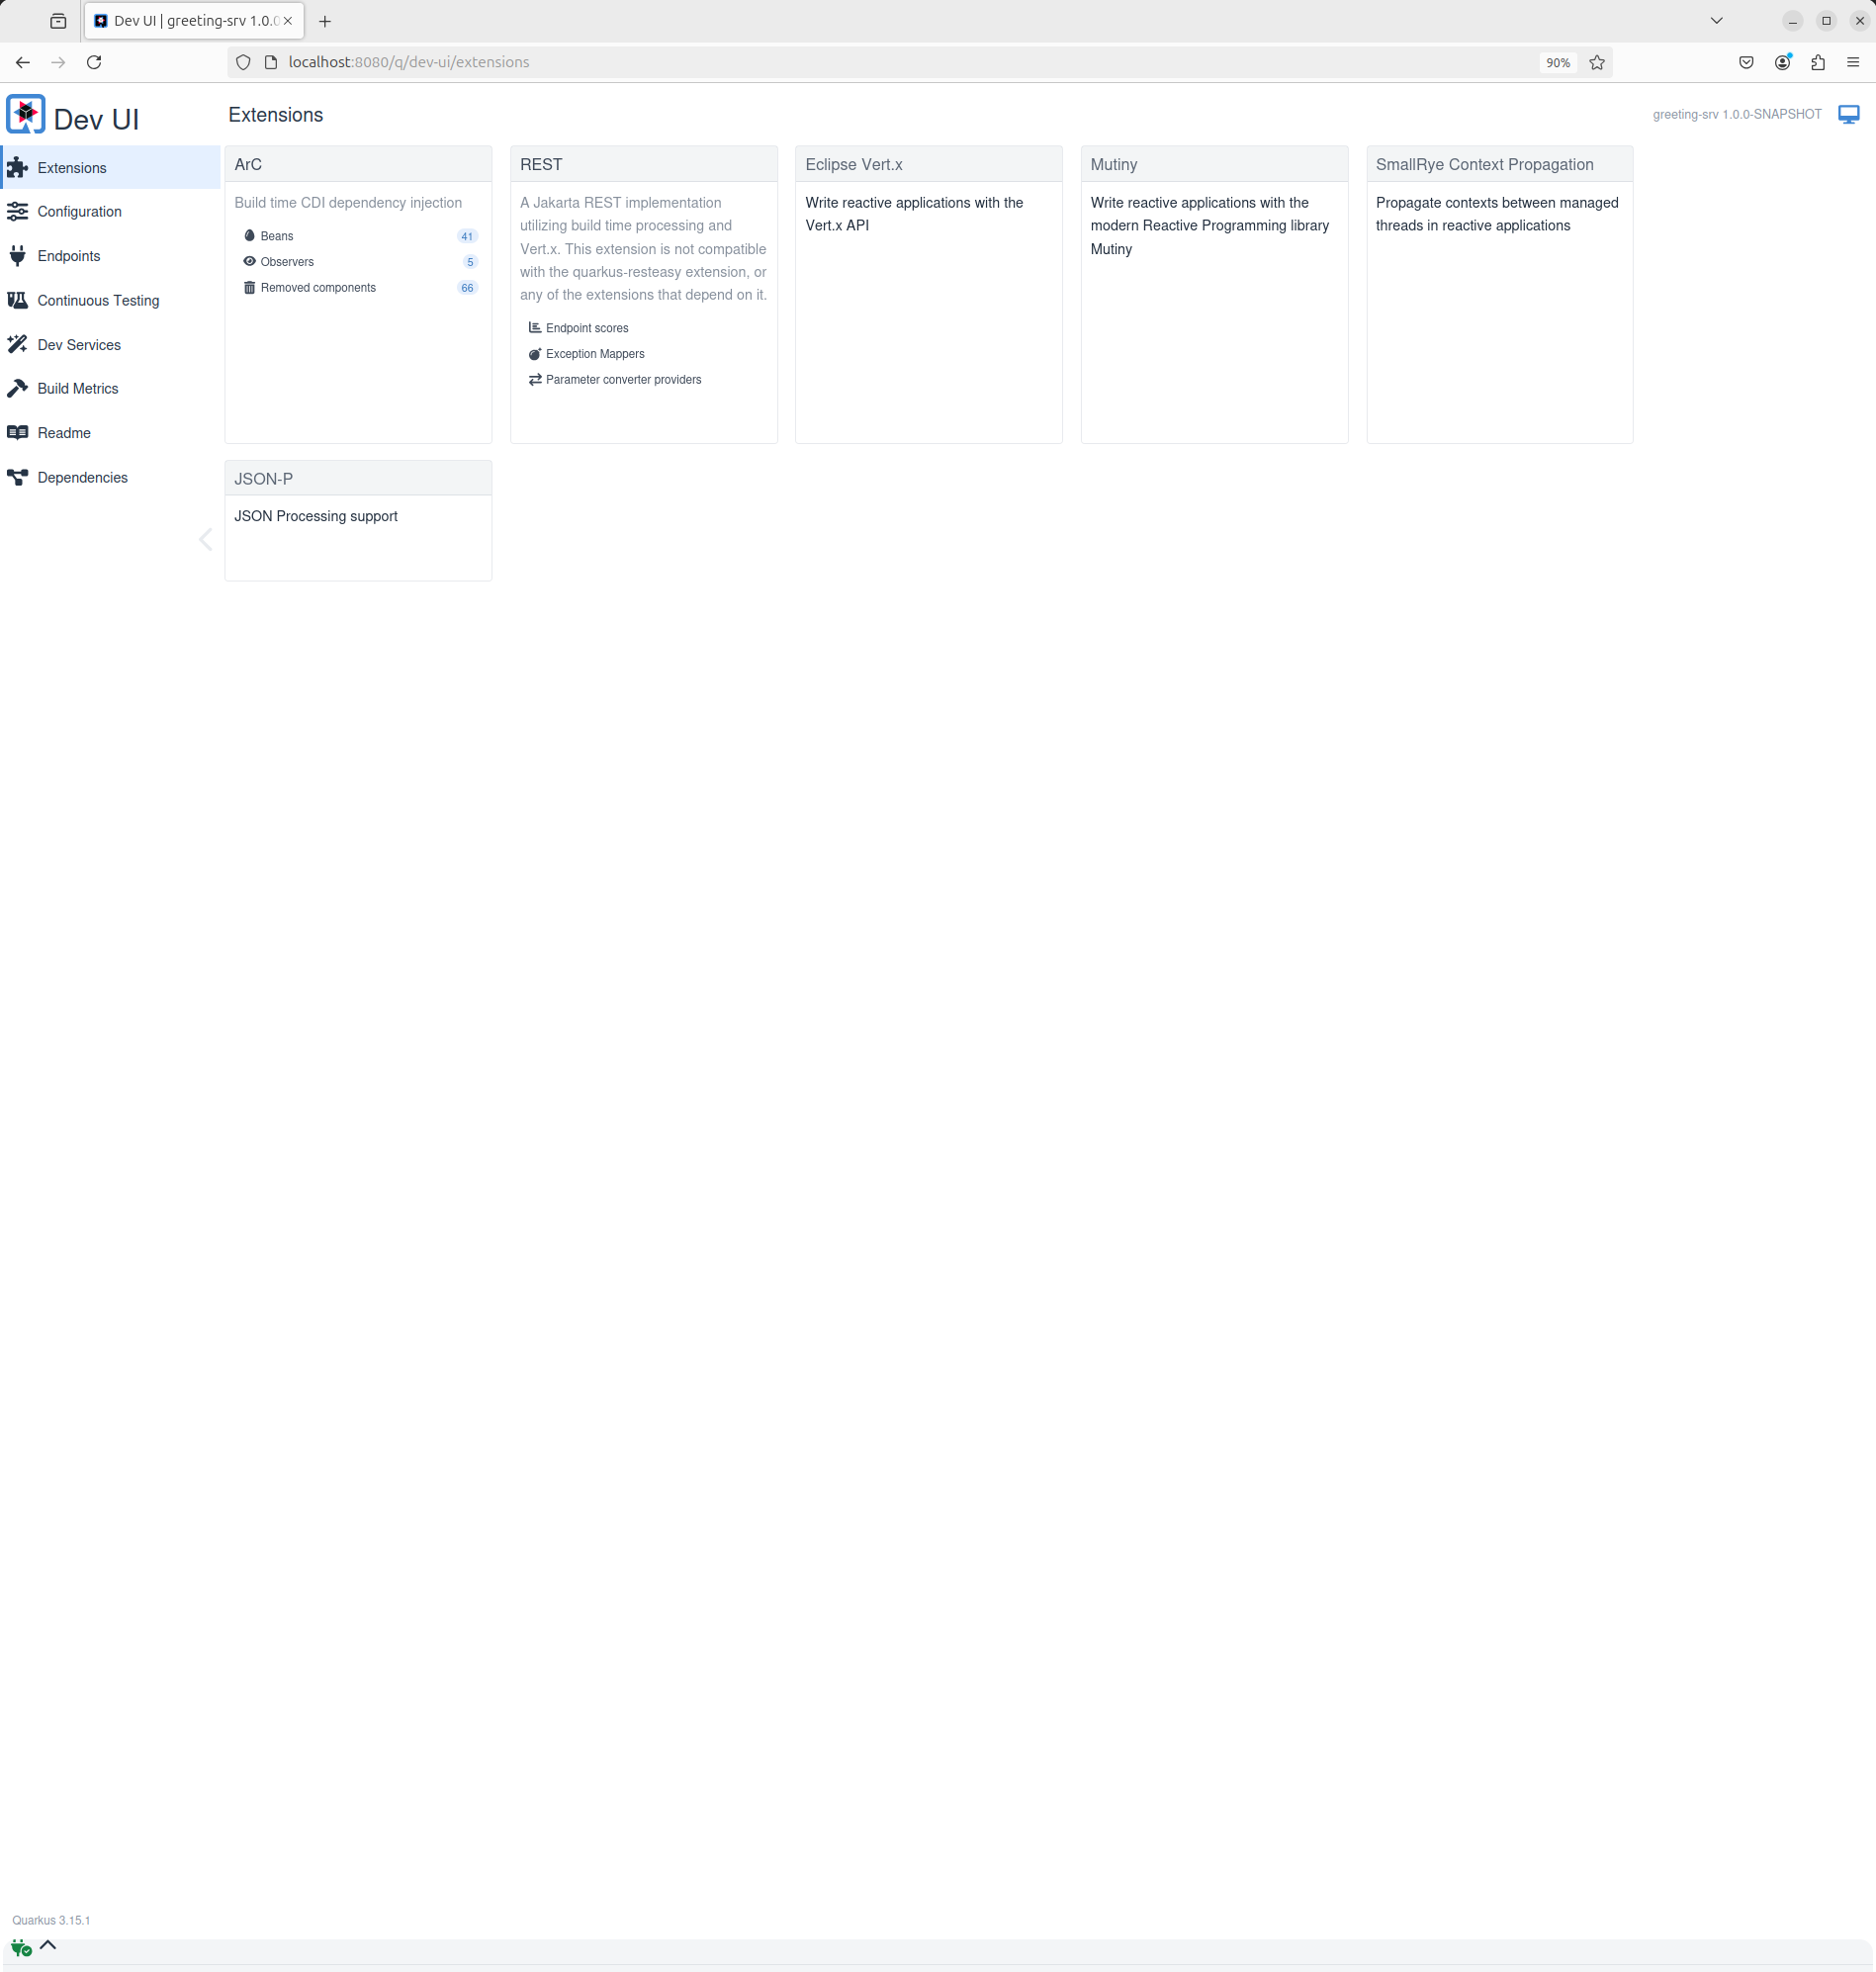 Dev UI | greeting-srv 1.0.0
localhost:8080/q/dev-ui/extensions
90%
Dev UI
Extensions
greeting-srv 1.0.0-SNAPSHOT
Extensions
Configuration
Endpoints
Continuous Testing
Dev Services
Build Metrics
Readme
Dependencies
ArC
Build time CDI dependency injection
Beans 41
Observers 5
Removed components 66
REST
A Jakarta REST implementation
utilizing build time processing and
Vert.x. This extension is not compatible
with the quarkus-resteasy extension, or
any of the extensions that depend on it.
Endpoint scores
Exception Mappers
Parameter converter providers
Eclipse Vert.x
Write reactive applications with the
Vert.x API
Mutiny
Write reactive applications with the
modern Reactive Programming library
Mutiny
SmallRye Context Propagation
Propagate contexts between managed
threads in reactive applications
JSON-P
JSON Processing support
Quarkus 3.15.1